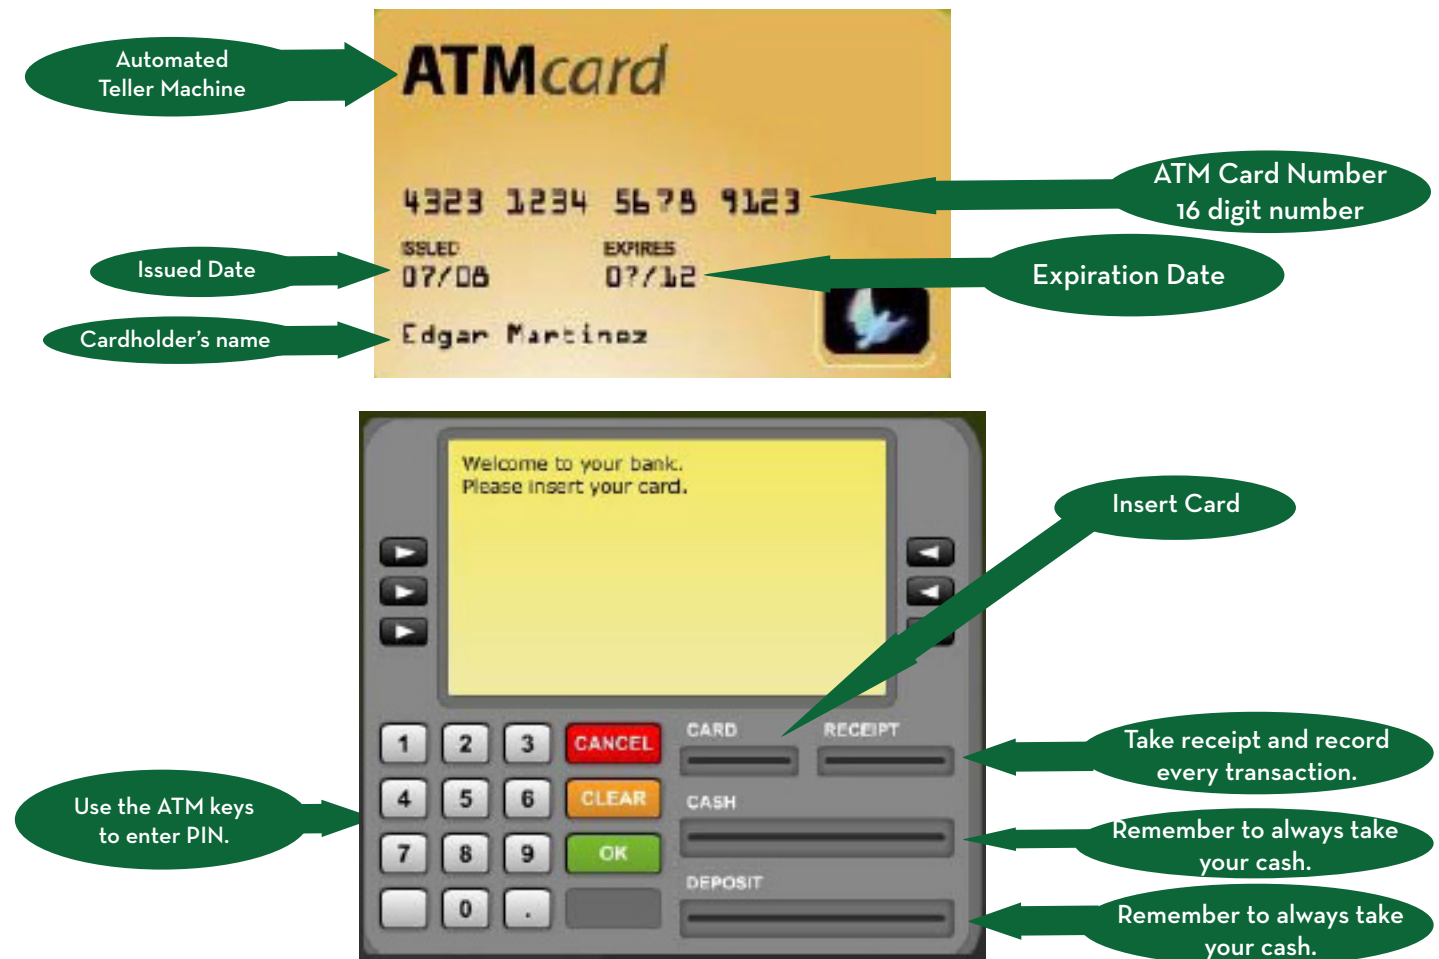 Automated
Teller Machine
ATMcard
4323 1234 5678 9123
ATM Card Number
16 digit number
ISSUED
EXPIRES
Issued Date
07/08
07/12
Expiration Date
Cardholder's name
Edgar Martinez
Welcome to your bank.
Please insert your card.
Insert Card
1 2 3 CANCEL
CARD
RECEIPT
Take receipt and record
every transaction.
Use the ATM keys
to enter PIN.
4 5 6 CLEAR
CASH
Remember to always take
your cash.
7 8 9 OK
DEPOSIT
0 .
Remember to always take
your cash.